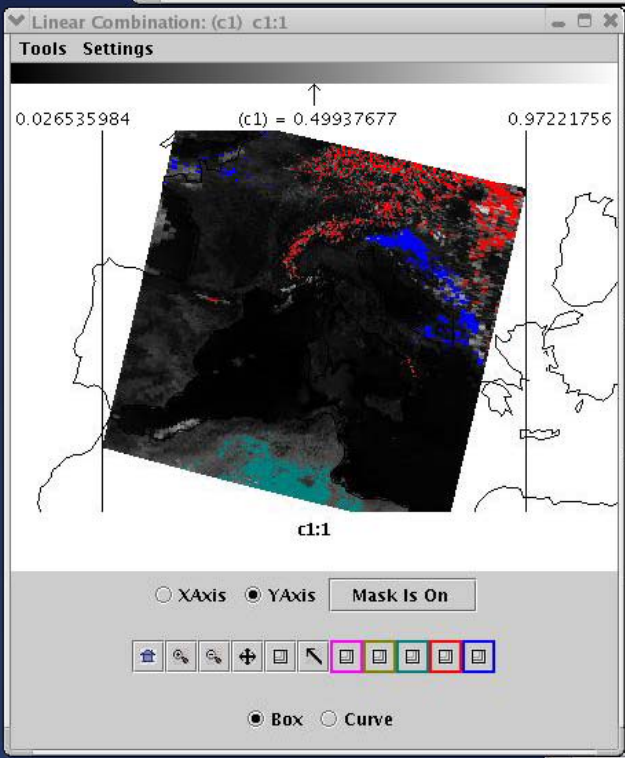 Linear Combination: (c1) c1:1
Tools Settings
0.026535984 (c1) = 0.49937677 0.97221756
c1:1
XAxis YAxis Mask Is On
Box Curve